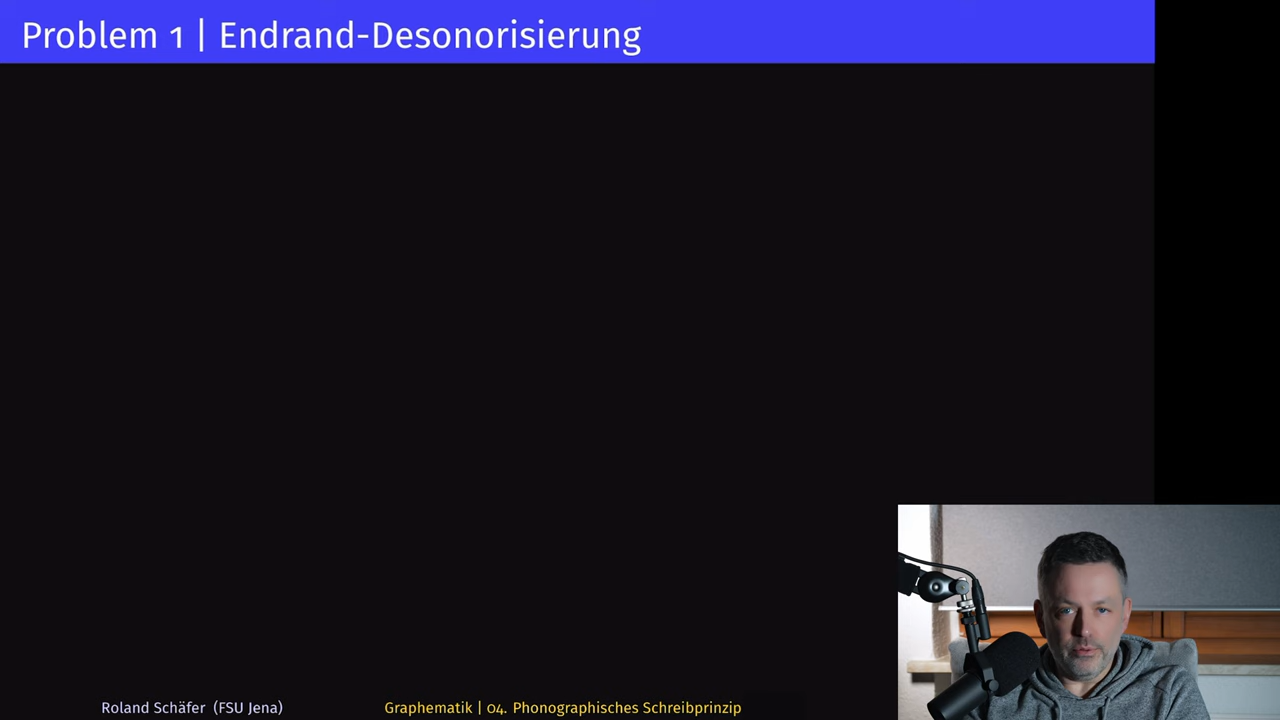 Problem 1 | Endrand-Desonorisierung
Roland Schäfer (FSU Jena)
Graphematik | 04. Phonographisches Schreibprinzip